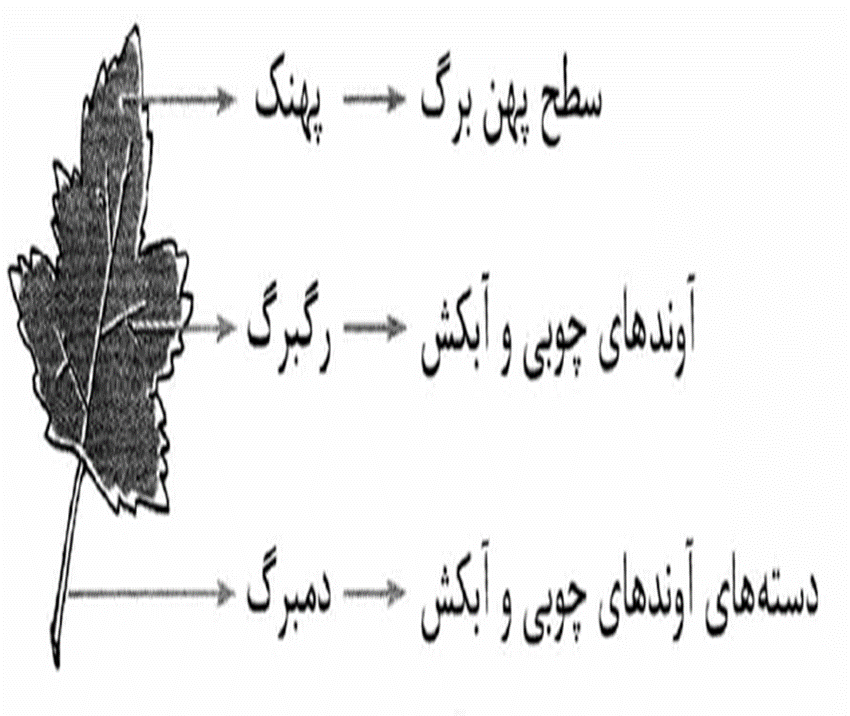 پهنک → سطح پهن برگ
رگبرگ → آوندهای چوبی و آبکش
دمبرگ → دسته‌های آوندهای چوبی و آبکش